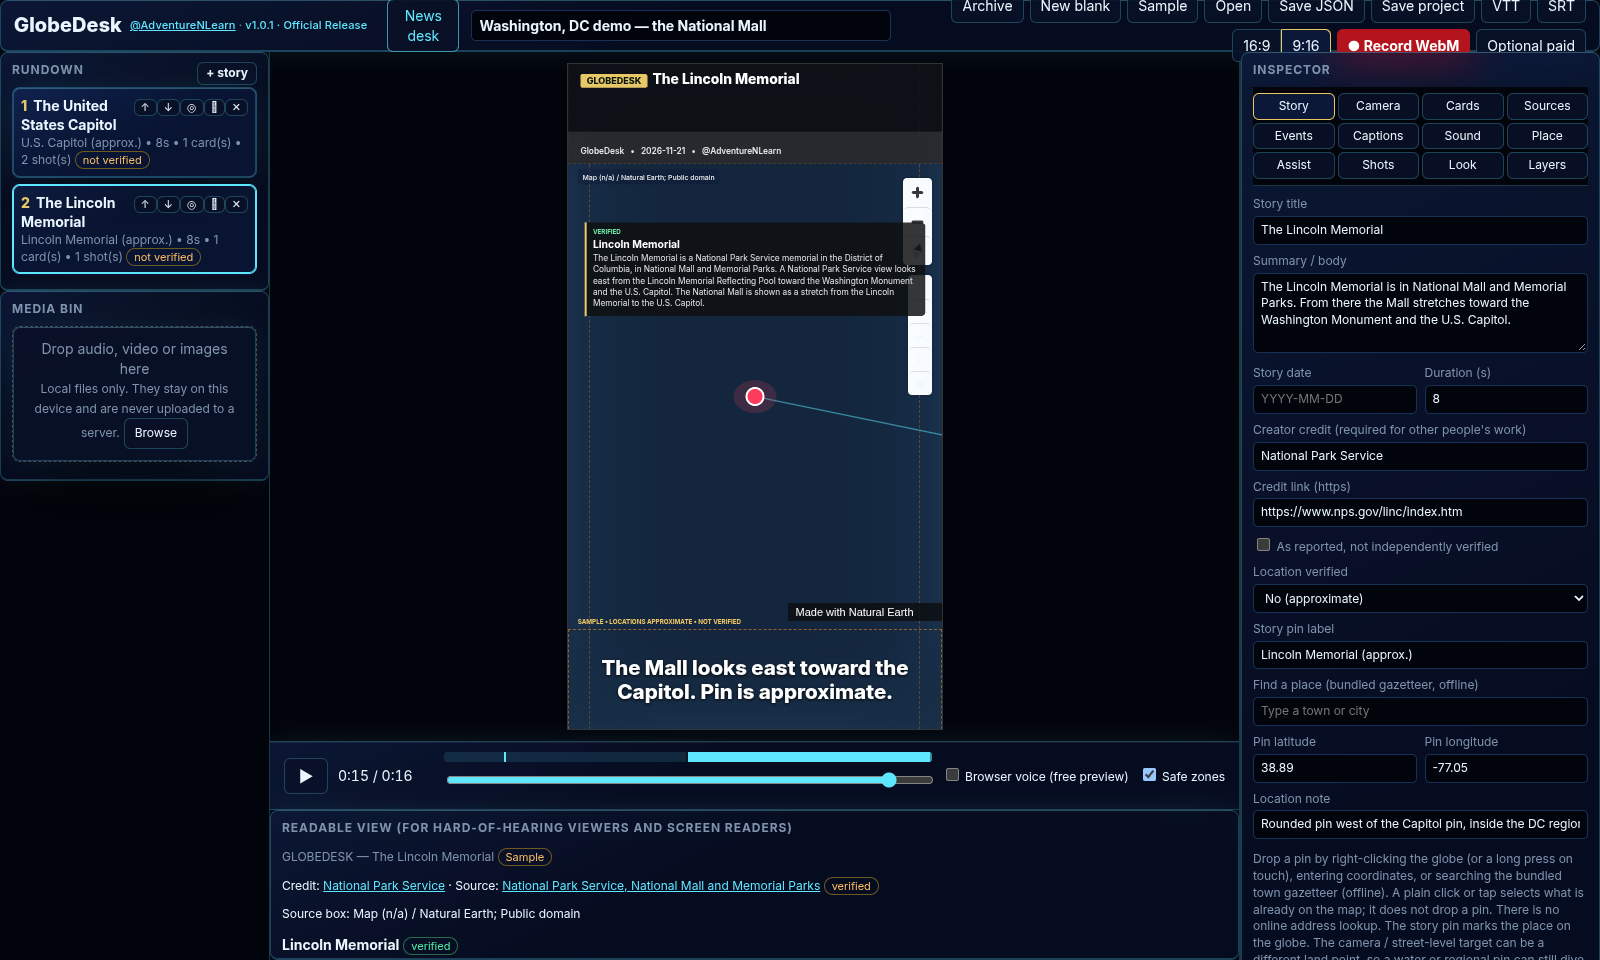 GlobeDesk @AdventureNLearn · v1.0.1 · Official Release
News desk
Washington, DC demo — the National Mall
Archive New blank Sample Open Save JSON Save project VTT SRT
16:9 9:16 Record WebM Optional paid
RUNDOWN + story
1 The United States Capitol
U.S. Capitol (approx.) • 8s • 1 card(s) • 2 shot(s) not verified
2 The Lincoln Memorial
Lincoln Memorial (approx.) • 8s • 1 card(s) • 1 shot(s) not verified
MEDIA BIN
Drop audio, video or images here
Local files only. They stay on this device and are never uploaded to a server. Browse
GLOBEDESK The Lincoln Memorial
GlobeDesk • 2026-11-21 • @AdventureNLearn
Map (n/a) / Natural Earth; Public domain
VERIFIED
Lincoln Memorial
The Lincoln Memorial is a National Park Service memorial in the District of
Columbia, in National Mall and Memorial Parks. A National Park Service view looks
east from the Lincoln Memorial Reflecting Pool toward the Washington Monument
and the U.S. Capitol. The National Mall is shown as a stretch from the Lincoln
Memorial to the U.S. Capitol.
Made with Natural Earth
SAMPLE • LOCATIONS APPROXIMATE • NOT VERIFIED
The Mall looks east toward the
Capitol. Pin is approximate.
0:15 / 0:16
Browser voice (free preview) Safe zones
READABLE VIEW (FOR HARD-OF-HEARING VIEWERS AND SCREEN READERS)
GLOBEDESK — The Lincoln Memorial Sample
Credit: National Park Service · Source: National Park Service, National Mall and Memorial Parks verified
Source box: Map (n/a) / Natural Earth; Public domain
Lincoln Memorial verified
INSPECTOR
Story Camera Cards Sources
Events Captions Sound Place
Assist Shots Look Layers
Story title
The Lincoln Memorial
Summary / body
The Lincoln Memorial is in National Mall and Memorial
Parks. From there the Mall stretches toward the
Washington Monument and the U.S. Capitol.
Story date Duration (s)
YYYY-MM-DD 8
Creator credit (required for other people's work)
National Park Service
Credit link (https)
https://www.nps.gov/linc/index.htm
As reported, not independently verified
Location verified
No (approximate)
Story pin label
Lincoln Memorial (approx.)
Find a place (bundled gazetteer, offline)
Type a town or city
Pin latitude Pin longitude
38.89 -77.05
Location note
Rounded pin west of the Capitol pin, inside the DC region
Drop a pin by right-clicking the globe (or a long press on
touch), entering coordinates, or searching the bundled
town gazetteer (offline). A plain click or tap selects what is
already on the map; it does not drop a pin. There is no
online address lookup. The story pin marks the place on
the globe. The camera / street-level target can be a
different land point, so a water or regional pin can still dive